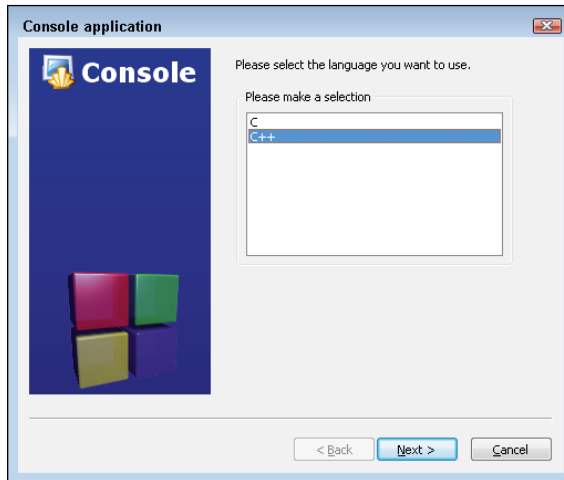 Console application
Console
Please select the language you want to use.
Please make a selection
C
C++
< Back
Next >
Cancel